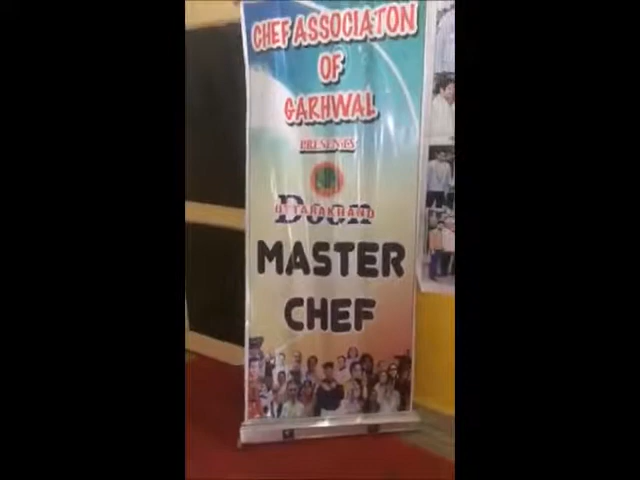 CHEF ASSOCIATON
OF
GARHWAL
PRESENTS
Doon
UTTARAKHAND
MASTER
CHEF